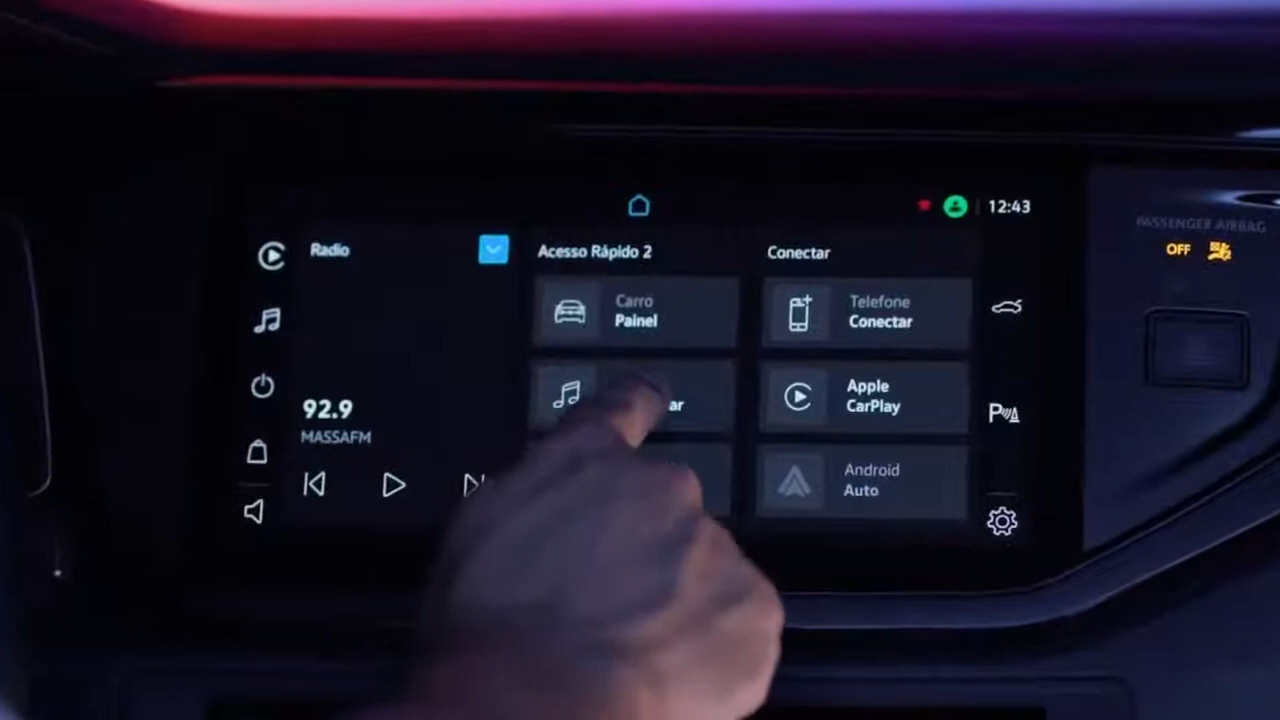 12:43
Radio
Acesso Rápido 2
Conectar
PASSENGER AIRBAG
OFF
Carro
Painel
Telefone
Conectar
Apple
CarPlay
92.9
MASSAFM
Android
Auto